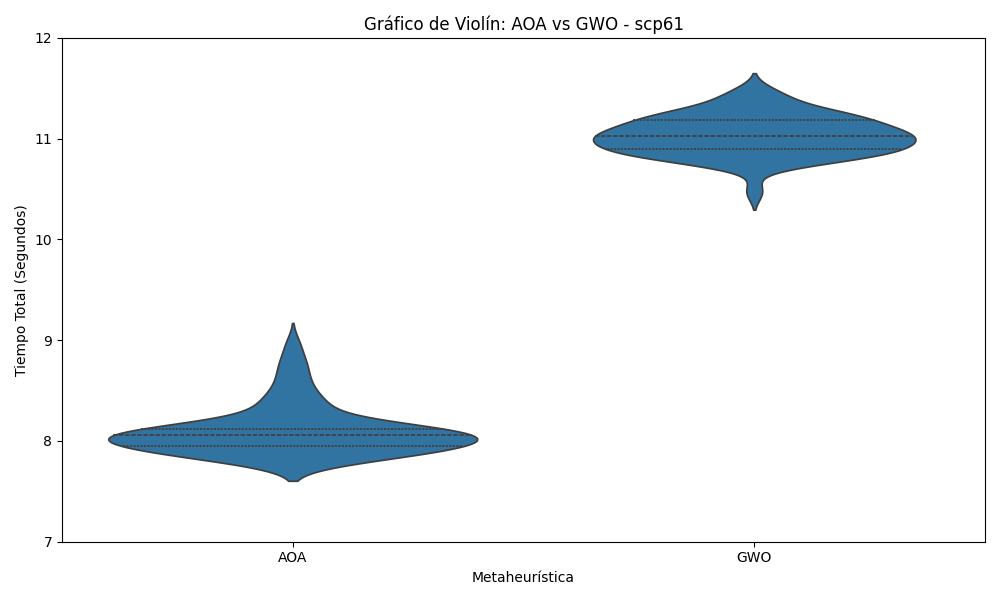 Gráfico de Violín: AOA vs GWO - scp61
Tiempo Total (Segundos)
12
11
10
9
8
7
AOA
GWO
Metaheurística